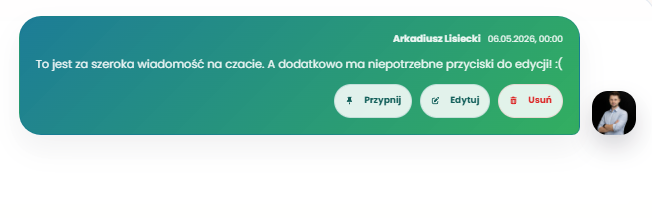 Arkadiusz Lisiecki 06.05.2026, 00:00
To jest za szeroka wiadomość na czacie. A dodatkowo ma niepotrzebne przyciski do edycji! :(
Przypnij Edytuj Usuń